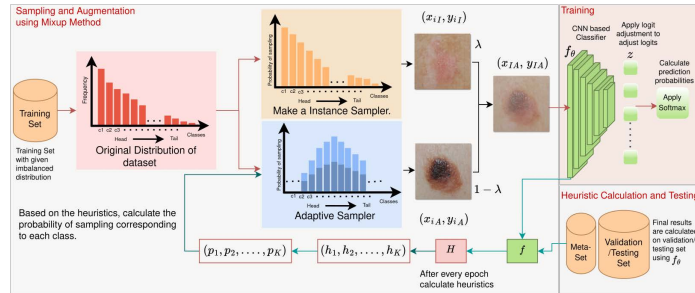 Sampling and Augmentation
using Mixup Method
Training
Set
Training Set
with given
imbalanced
distribution
Frequency
c1 c2 c3
Head
Tail
Classes
Original Distribution of
dataset
Probability of sampling
c1 c2 c3
Head
Tail
Classes
Make a Instance Sampler.
Probability of sampling
c1 c2 c3
Head
Tail
Classes
Adaptive Sampler
(x_{iI}, y_{iI})
λ
(x_{IA}, y_{IA})
1 − λ
(x_{iA}, y_{iA})
Training
CNN based
Classifier
f_θ
Apply logit
adjustment to
adjust logits
z
Calculate
prediction
probabilities
Apply
Softmax
Based on the heuristics, calculate the
probability of sampling corresponding
to each class.
(p_1, p_2, . . . . , p_K)
(h_1, h_2, . . . . , h_K)
H
f
After every epoch
calculate heuristics
Heuristic Calculation and Testing
Meta-
Set
Validation
/Testing
Set
Final results
are calculated
on validation/
testing set
using f_θ